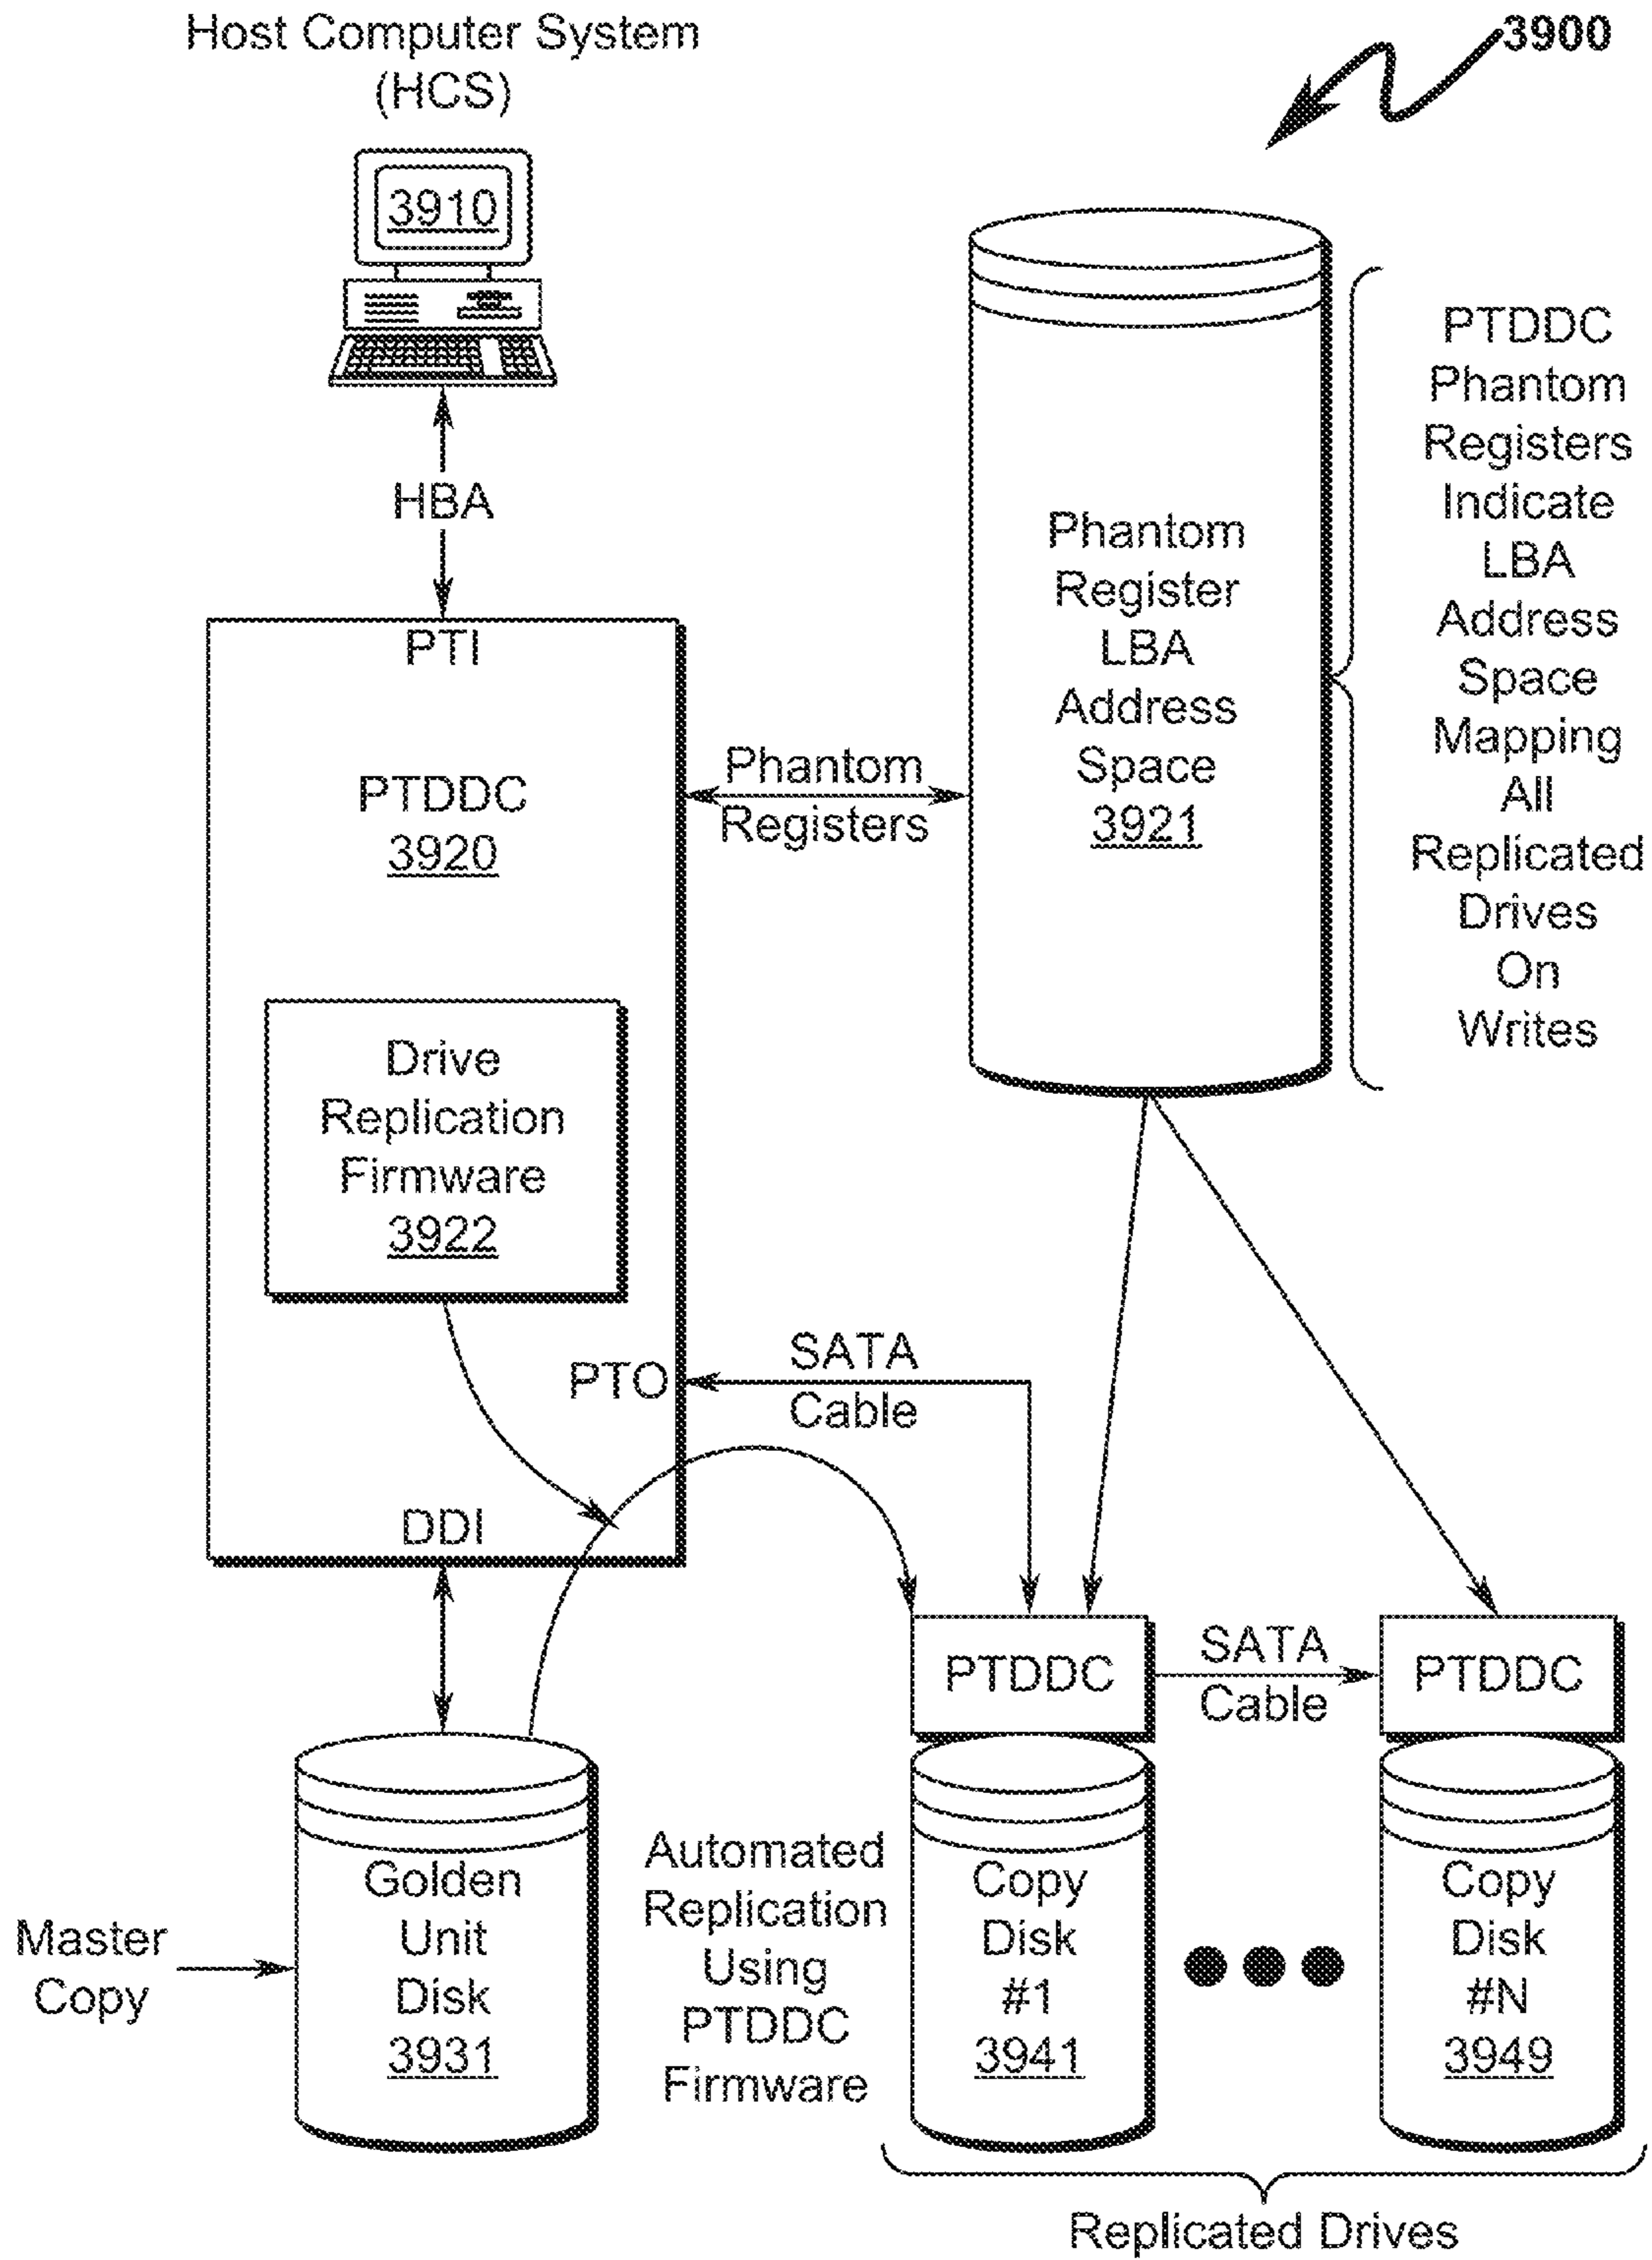 Host Computer System
(HCS)
3900
3910
HBA
PTI
PTDDC
3920
Phantom
Registers
Phantom
Register
LBA
Address
Space
3921
PTDDC
Phantom
Registers
Indicate
LBA
Address
Space
Mapping
All
Replicated
Drives
On
Writes
Drive
Replication
Firmware
3922
PTO
SATA
Cable
DDI
PTDDC
SATA
Cable
PTDDC
Master
Copy
Golden
Unit
Disk
3931
Automated
Replication
Using
PTDDC
Firmware
Copy
Disk
#1
3941
Copy
Disk
#N
3949
Replicated Drives